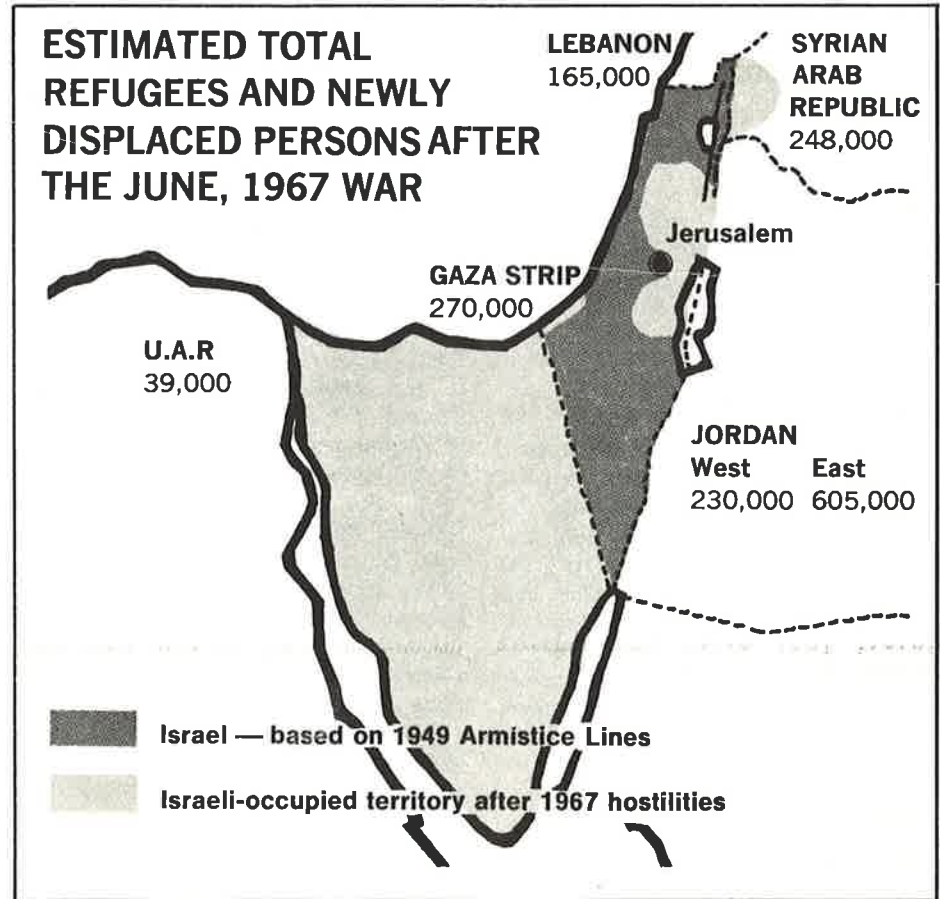 ESTIMATED TOTAL
REFUGEES AND NEWLY
DISPLACED PERSONS AFTER
THE JUNE, 1967 WAR
LEBANON
165,000
SYRIAN
ARAB
REPUBLIC
248,000
Jerusalem
GAZA STRIP
270,000
U.A.R
39,000
JORDAN
West East
230,000 605,000
Israel — based on 1949 Armistice Lines
Israeli-occupied territory after 1967 hostilities